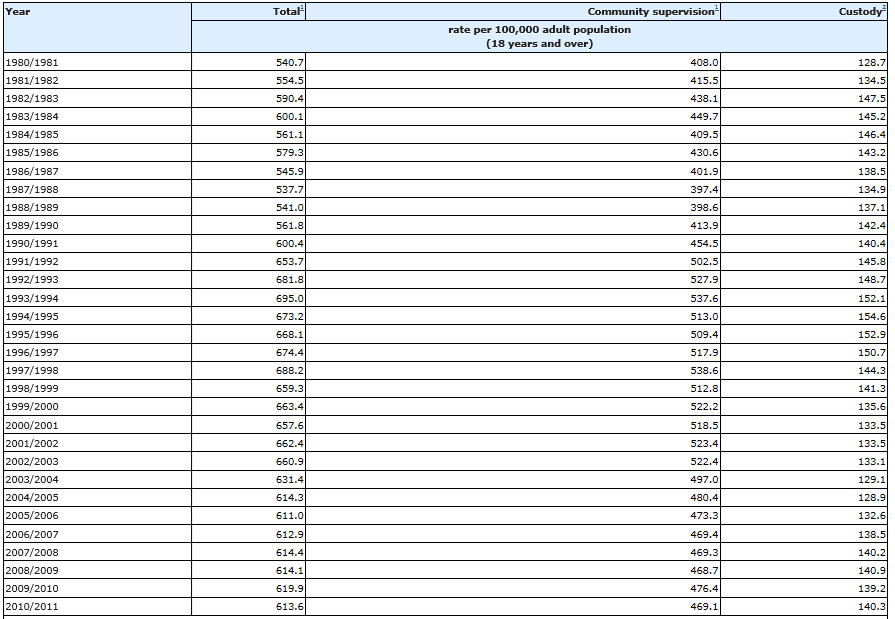 Year Total1 Community supervision1 Custody2
rate per 100,000 adult population
(18 years and over)
1980/1981 540.7 408.0 128.7
1981/1982 554.5 415.5 134.5
1982/1983 590.4 438.1 147.5
1983/1984 600.1 449.7 145.2
1984/1985 561.1 409.5 146.4
1985/1986 579.3 430.6 143.2
1986/1987 545.9 401.9 138.5
1987/1988 537.7 397.4 134.9
1988/1989 541.0 398.6 137.1
1989/1990 561.8 413.9 142.4
1990/1991 600.4 454.5 140.4
1991/1992 653.7 502.5 145.8
1992/1993 681.8 527.9 148.7
1993/1994 695.0 537.6 152.1
1994/1995 673.2 513.0 154.6
1995/1996 668.1 509.4 152.9
1996/1997 674.4 517.9 150.7
1997/1998 688.2 538.6 144.3
1998/1999 659.3 512.8 141.3
1999/2000 663.4 522.2 135.6
2000/2001 657.6 518.5 133.5
2001/2002 662.4 523.4 133.5
2002/2003 660.9 522.4 133.1
2003/2004 631.4 497.0 129.1
2004/2005 614.3 480.4 128.9
2005/2006 611.0 473.3 132.6
2006/2007 612.9 469.4 138.5
2007/2008 614.4 469.3 140.2
2008/2009 614.1 468.7 140.9
2009/2010 619.9 476.4 139.2
2010/2011 613.6 469.1 140.3